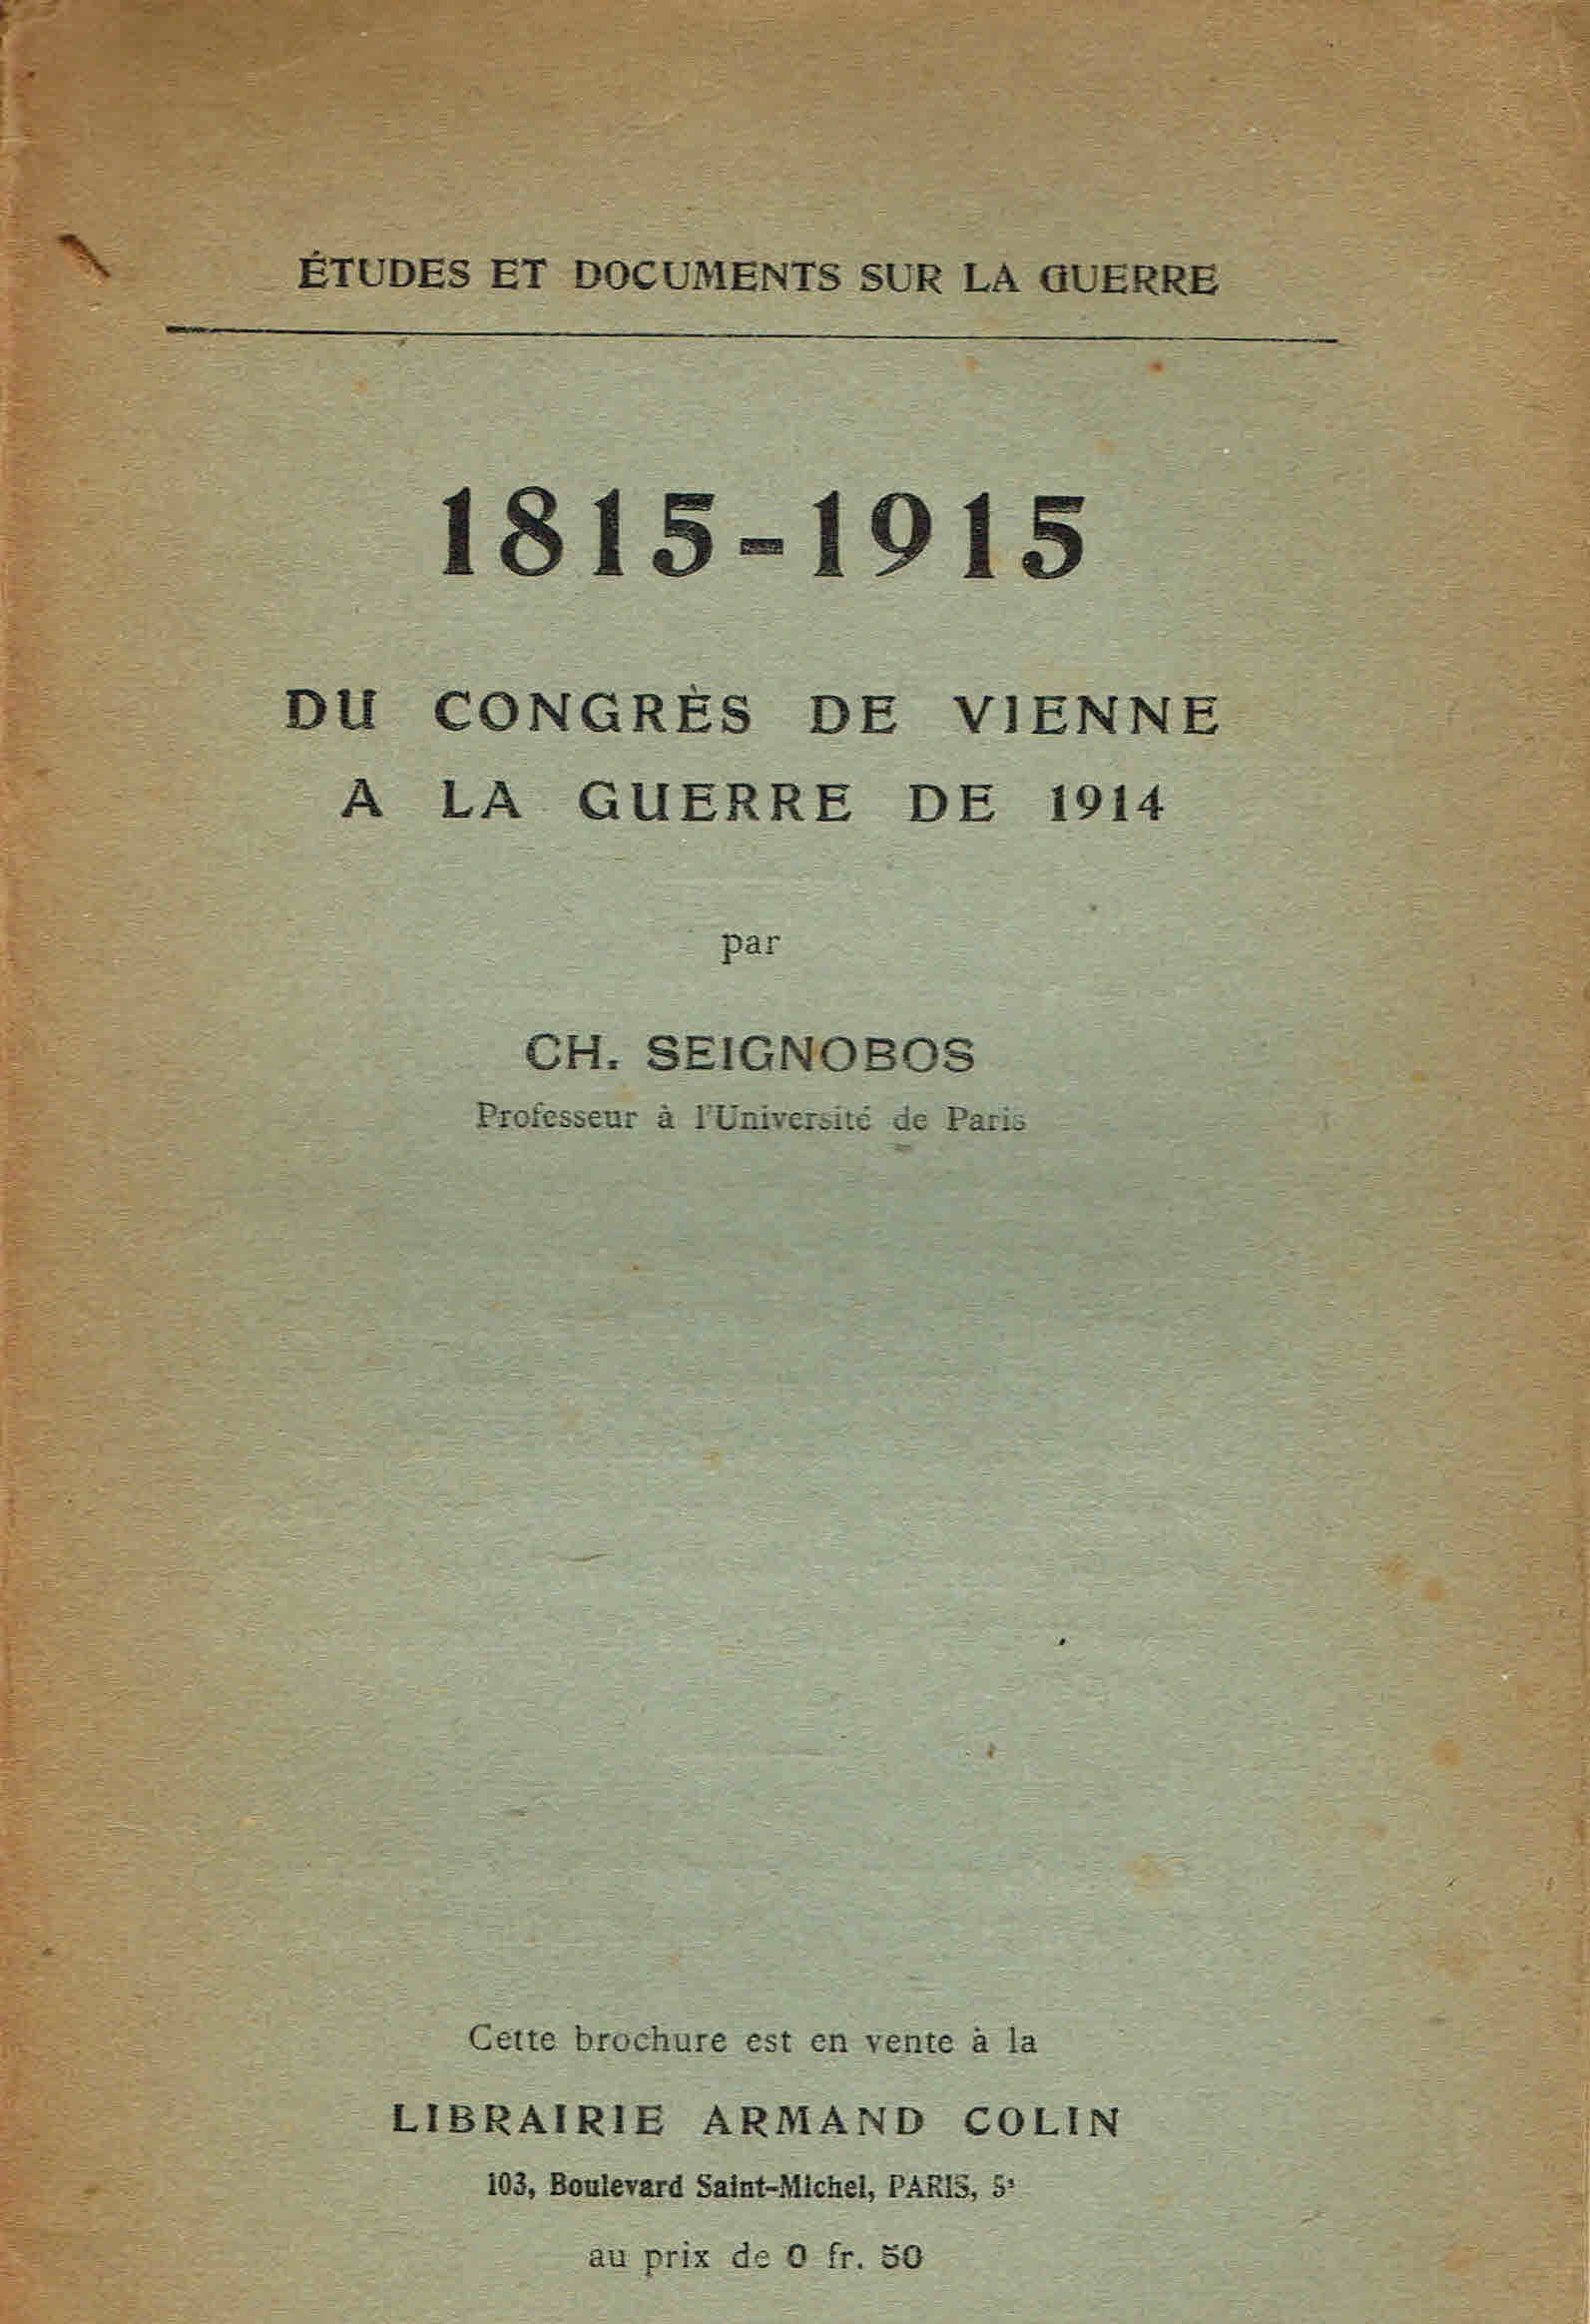 ÉTUDES ET DOCUMENTS SUR LA GUERRE
1815-1915
DU CONGRÈS DE VIENNE
A LA GUERRE DE 1914
par
CH. SEIGNOBOS
Professeur à l'Université de Paris
Cette brochure est en vente à la
LIBRAIRIE ARMAND COLIN
103, Boulevard Saint-Michel, PARIS, 5ᵉ
au prix de 0 fr. 50